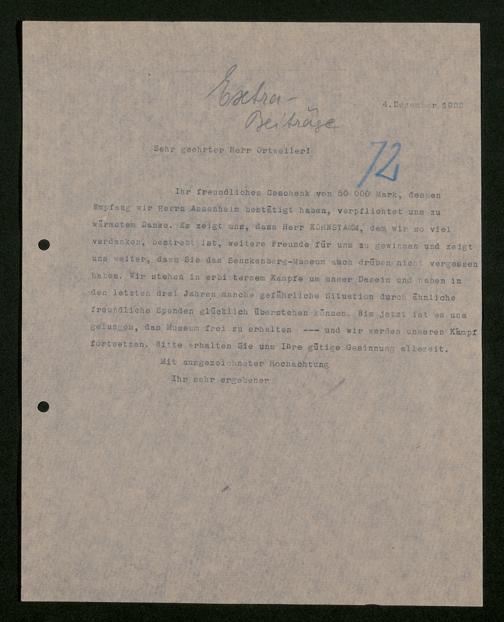 Extra-
Beiträge
4.Dezember 1922
Sehr geehrter Herr Ortweiler!
72
Ihr freundliches Geschenk von 50 000 Mark, dessen
Empfang wir Herrn Assenheim bestätigt haben, verpflichtet uns zu
wärmstem Danke. Es zeigt uns, dass Herr KOHNSTAMM, dem wir so viel
verdanken, bestrebt ist, weitere Freunde für uns zu gewinnen und zeigt
uns weiter, dass Sie das Senckenberg-Museum auch drüben nicht vergessen
haben. Wir stehen in erbittertem Kampfe um unser Dasein und haben in
den letzten drei Jahren manche gefährliche Situation durch ähnliche
freundliche Spenden glücklich überstehen können. Bis jetzt ist es uns
gelungen, das Museum frei zu erhalten --- und wir werden unseren Kampf
fortsetzen. Bitte erhalten Sie uns Ihre gütige Gesinnung allezeit.
Mit ausgezeichneter Hochachtung
Ihr sehr ergebener